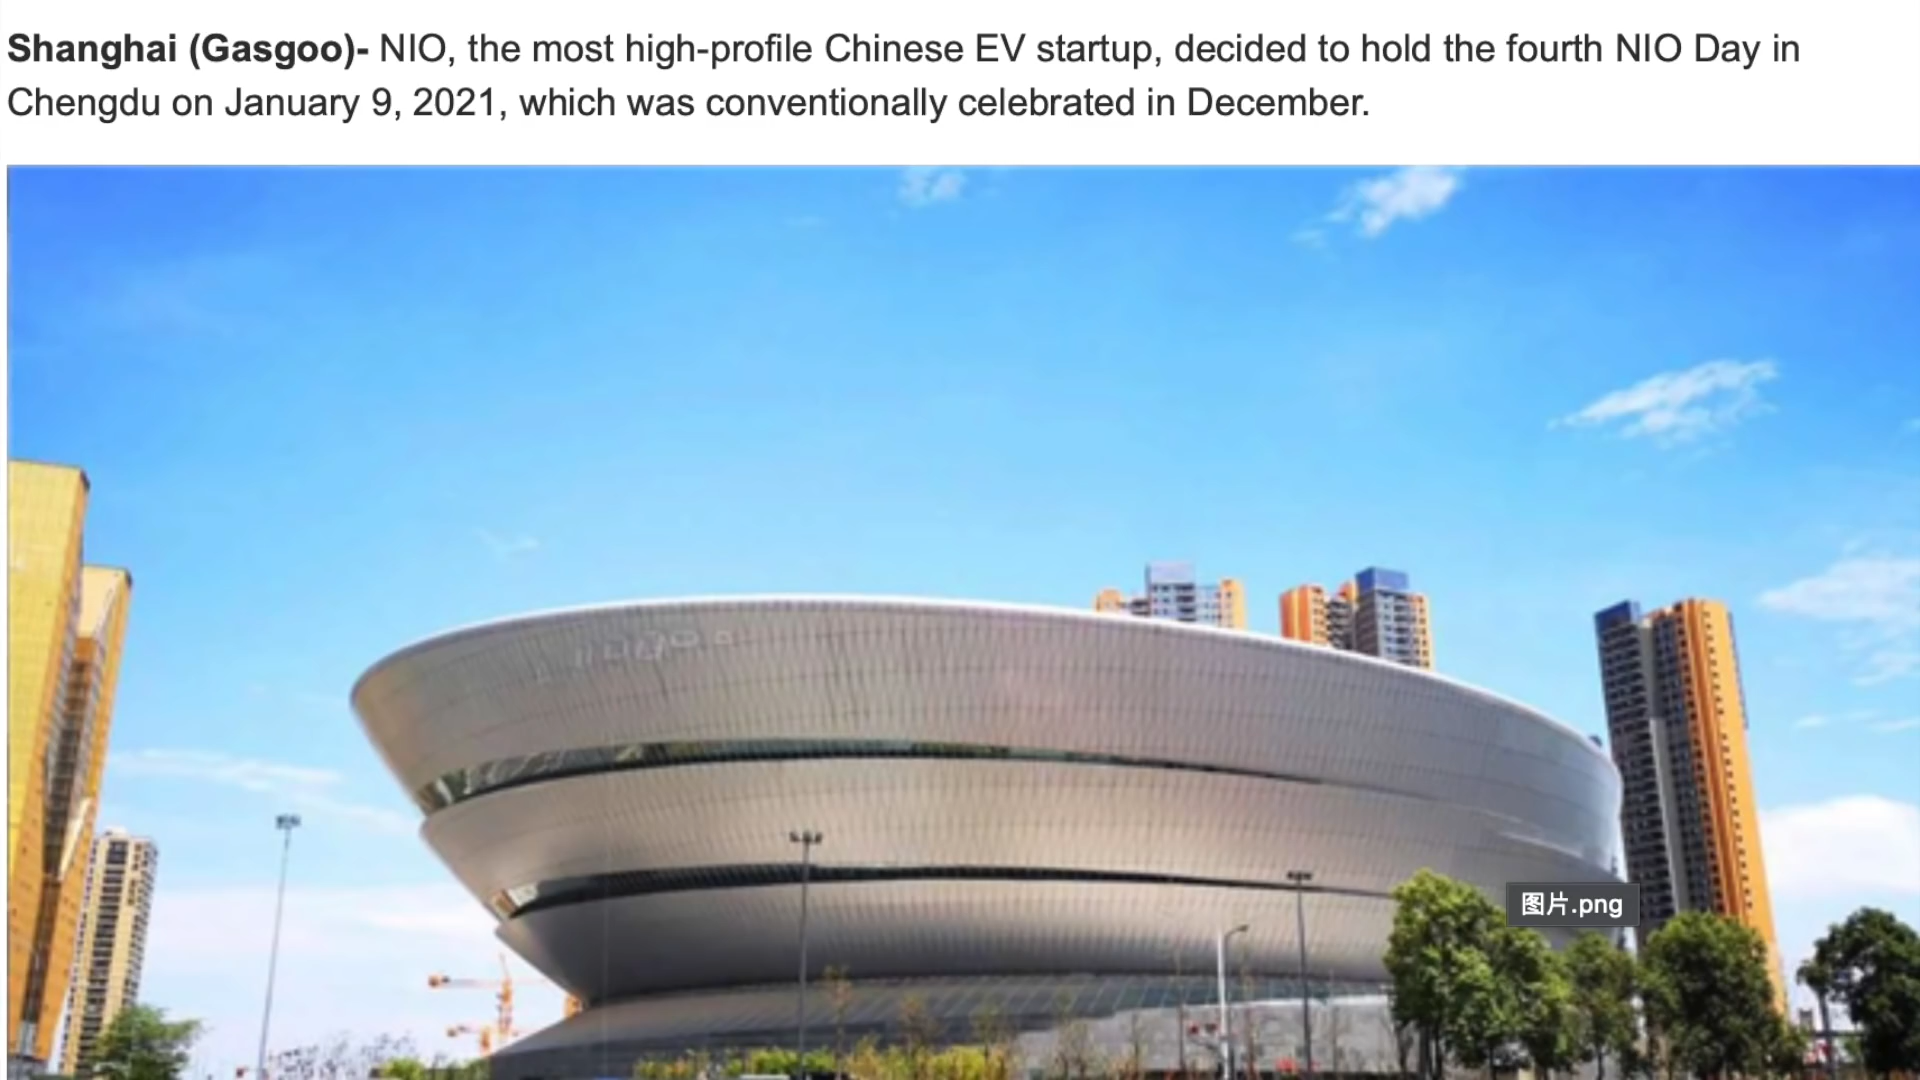 Shanghai (Gasgoo)- NIO, the most high-profile Chinese EV startup, decided to hold the fourth NIO Day in
Chengdu on January 9, 2021, which was conventionally celebrated in December.
图片.png